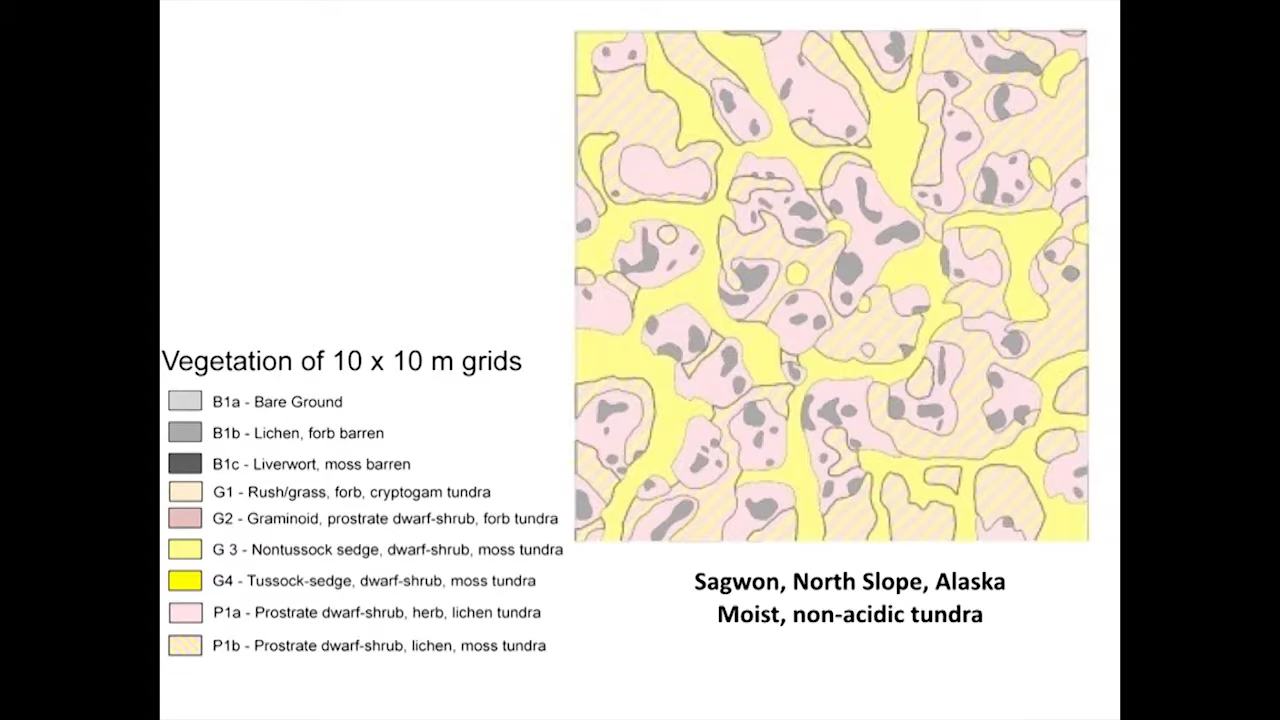 Vegetation of 10 x 10 m grids
B1a - Bare Ground
B1b - Lichen, forb barren
B1c - Liverwort, moss barren
G1 - Rush/grass, forb, cryptogam tundra
G2 - Graminoid, prostrate dwarf-shrub, forb tundra
G 3 - Nontussock sedge, dwarf-shrub, moss tundra
G4 - Tussock-sedge, dwarf-shrub, moss tundra
P1a - Prostrate dwarf-shrub, herb, lichen tundra
P1b - Prostrate dwarf-shrub, lichen, moss tundra
Sagwon, North Slope, Alaska
Moist, non-acidic tundra